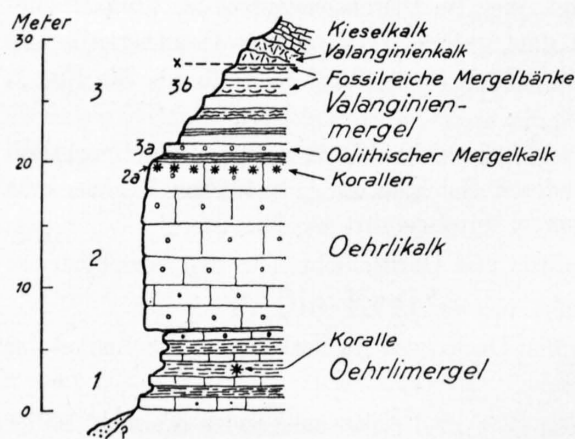 Meter
Kieselkalk
Valanginienkalk
x
30
3
3b
Fossilreiche Mergelbänke
Valanginien-
mergel
3a
Oolithischer Mergelkalk
20
2a
Korallen
2
Oehrlikalk
10
Koralle
1
Oehrlimergel
0